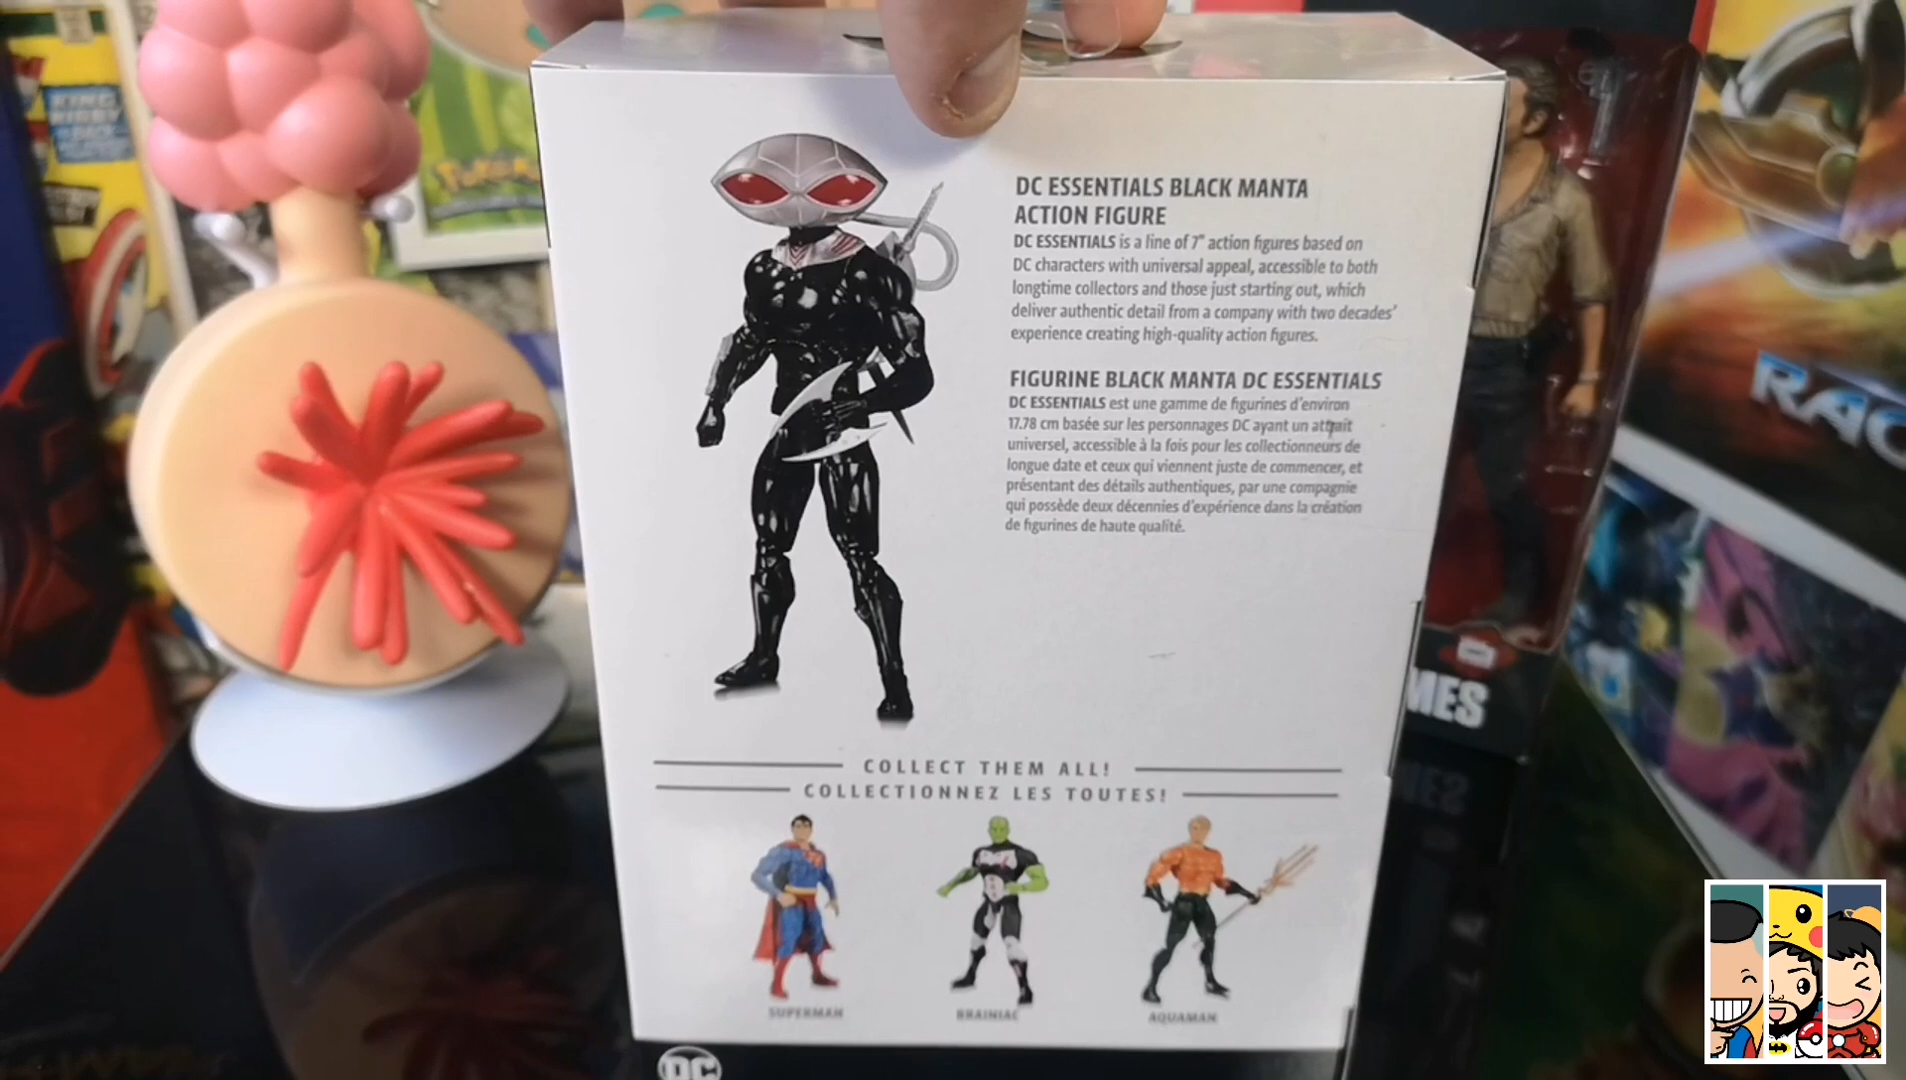 KING
KIRBY
DC ESSENTIALS BLACK MANTA
ACTION FIGURE
DC ESSENTIALS is a line of 7" action figures based on
DC characters with universal appeal, accessible to both
longtime collectors and those just starting out, which
deliver authentic detail from a company with two decades'
experience creating high-quality action figures.
FIGURINE BLACK MANTA DC ESSENTIALS
DC ESSENTIALS est une gamme de figurines d'environ
17.78 cm basée sur les personnages DC ayant un attrait
universel, accessible à la fois pour les collectionneurs de
longue date et ceux qui viennent juste de commencer, et
présentant des détails authentiques, par une compagnie
qui possède deux décennies d'expérience dans la création
de figurines de haute qualité.
COLLECT THEM ALL!
COLLECTIONNEZ LES TOUTES!
SUPERMAN
BRAINIAC
AQUAMAN
DC
RAC
MES